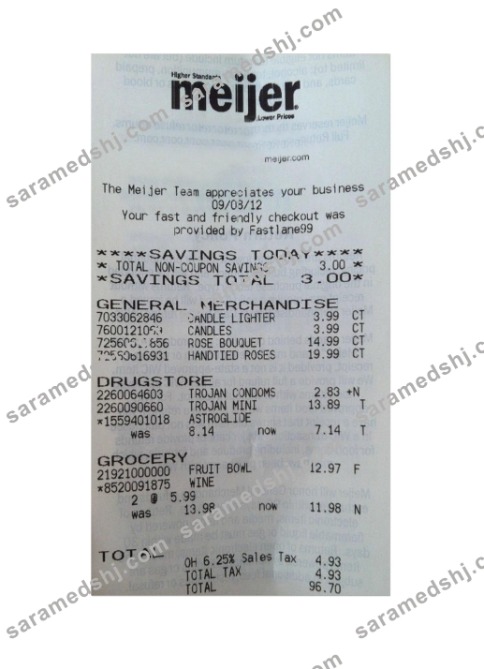 Higher Standards
meijer
Lower Prices
meijer.com
The Meijer Team appreciates your business
09/08/12
Your fast and friendly checkout was
provided by Fastlane99
****SAVINGS TODAY****
* TOTAL NON-COUPON SAVINGS 3.00 *
*SAVINGS TOTAL 3.00*
GENERAL MERCHANDISE
7033062846 CANDLE LIGHTER 3.99 CT
CANDLES 3.99 CT
ROSE BOUQUET 14.99 CT
HANDTIED ROSES 19.99 CT
DRUGSTORE
2260064603 TROJAN CONDOMS 2.83 +N
2260090660 TROJAN MINI 13.89 T
*1559401018 ASTROGLIDE
was 8.14 now 7.14 T
GROCERY
21921000000 FRUIT BOWL 12.97 F
*8520091875 WINE
2 @ 5.99
was 13.98 now 11.98 N
TOTAL
OH 6.25% Sales Tax 4.93
TOTAL TAX 4.93
TOTAL 96.70
saramedshj.com
saramedshj.com
saramedshj.com
saramedshj.com
saramedshj.com
saramedshj.com
saramedshj.com
saramedshj.com
saramedshj.com
saramedshj.com